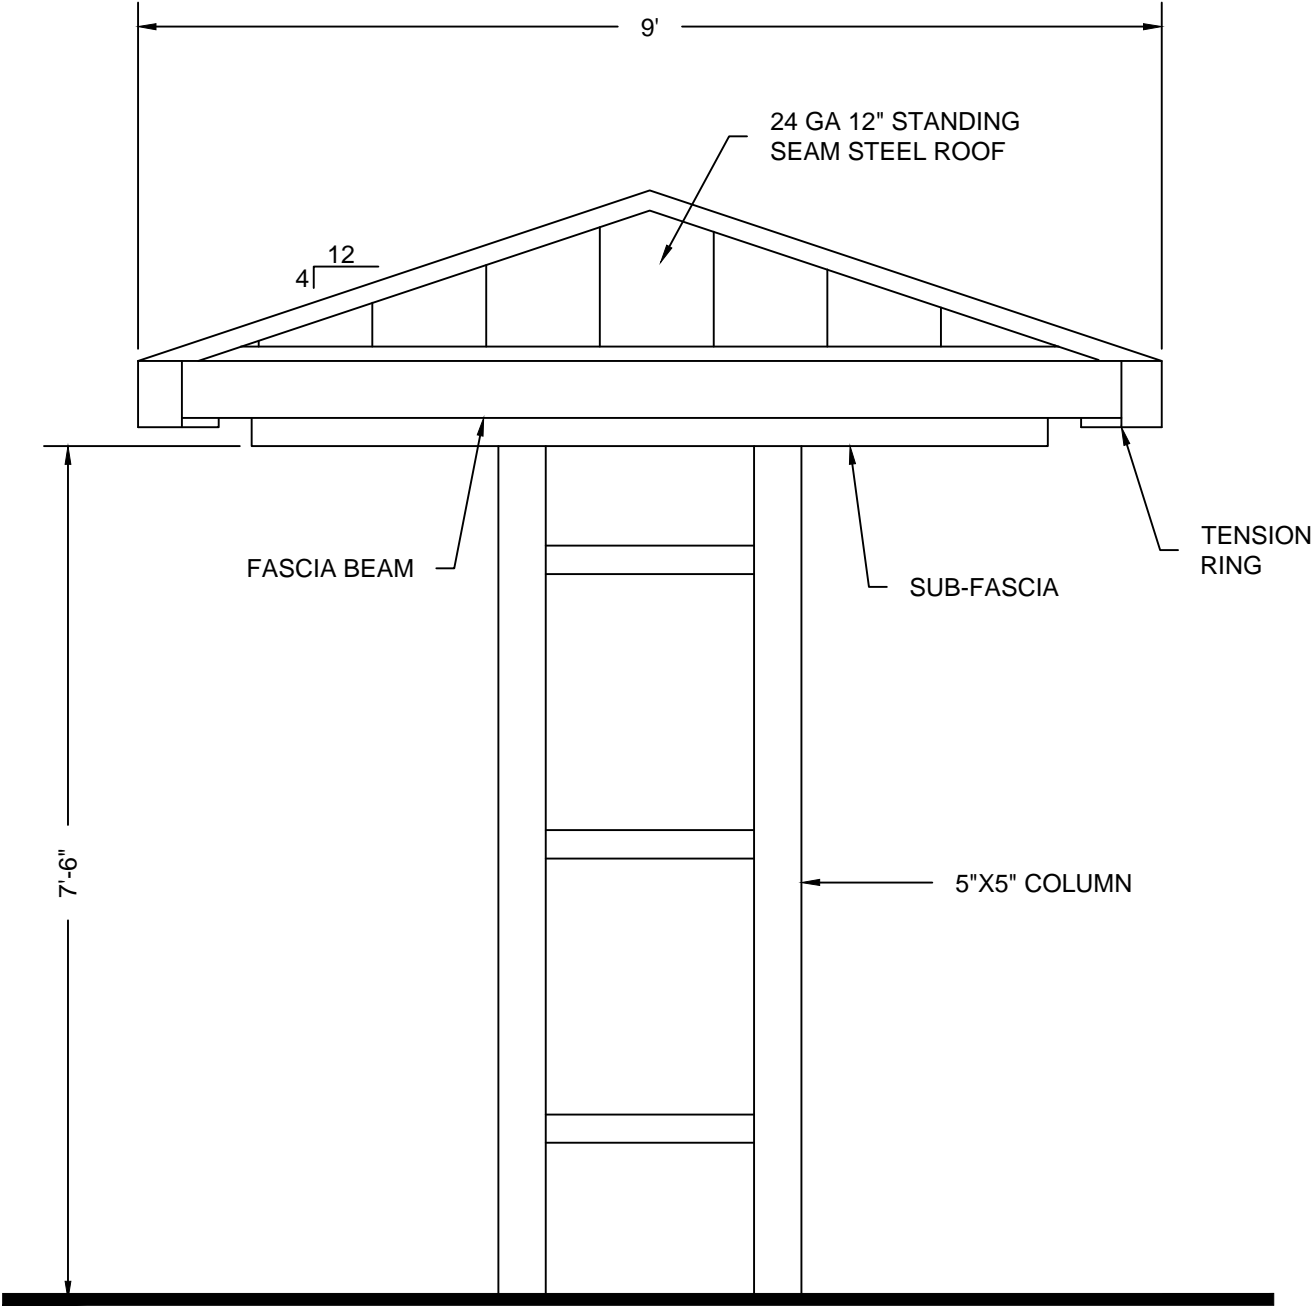 9'
24 GA 12" STANDING
SEAM STEEL ROOF
12
4
TENSION
RING
FASCIA BEAM
SUB-FASCIA
7'-6"
5"X5" COLUMN